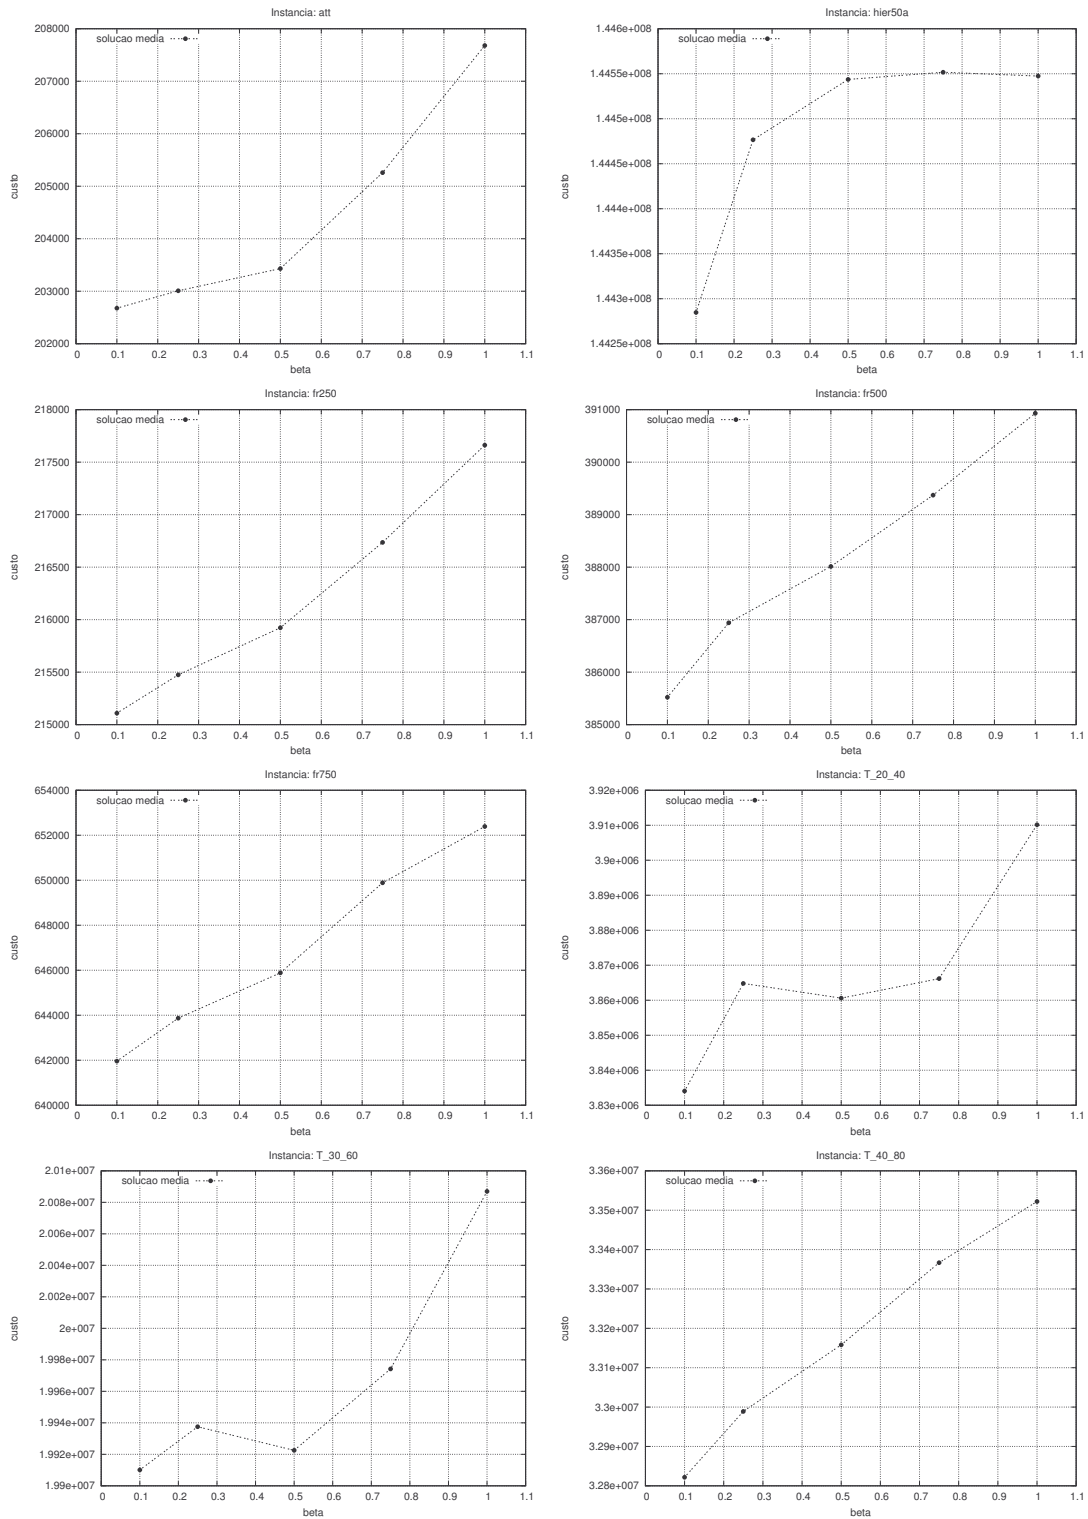 Instancia: att
208000
207000
206000
205000
204000
203000
202000
custo
solucao media
0 0.1 0.2 0.3 0.4 0.5 0.6 0.7 0.8 0.9 1 1.1
beta
Instancia: hier50a
1.446e+008
1.4455e+008
1.445e+008
1.4445e+008
1.444e+008
1.4435e+008
1.443e+008
1.4425e+008
custo
solucao media
0 0.1 0.2 0.3 0.4 0.5 0.6 0.7 0.8 0.9 1 1.1
beta
Instancia: fr250
218000
217500
217000
216500
216000
215500
215000
custo
solucao media
0 0.1 0.2 0.3 0.4 0.5 0.6 0.7 0.8 0.9 1 1.1
beta
Instancia: fr500
391000
390000
389000
388000
387000
386000
385000
custo
solucao media
0 0.1 0.2 0.3 0.4 0.5 0.6 0.7 0.8 0.9 1 1.1
beta
Instancia: fr750
654000
652000
650000
648000
646000
644000
642000
640000
custo
solucao media
0 0.1 0.2 0.3 0.4 0.5 0.6 0.7 0.8 0.9 1 1.1
beta
Instancia: T_20_40
3.92e+006
3.91e+006
3.9e+006
3.89e+006
3.88e+006
3.87e+006
3.86e+006
3.85e+006
3.84e+006
3.83e+006
custo
solucao media
0 0.1 0.2 0.3 0.4 0.5 0.6 0.7 0.8 0.9 1 1.1
beta
Instancia: T_30_60
2.01e+007
2.008e+007
2.006e+007
2.004e+007
2.002e+007
2e+007
1.998e+007
1.996e+007
1.994e+007
1.992e+007
1.99e+007
custo
solucao media
0 0.1 0.2 0.3 0.4 0.5 0.6 0.7 0.8 0.9 1 1.1
beta
Instancia: T_40_80
3.36e+007
3.35e+007
3.34e+007
3.33e+007
3.32e+007
3.31e+007
3.3e+007
3.29e+007
3.28e+007
custo
solucao media
0 0.1 0.2 0.3 0.4 0.5 0.6 0.7 0.8 0.9 1 1.1
beta